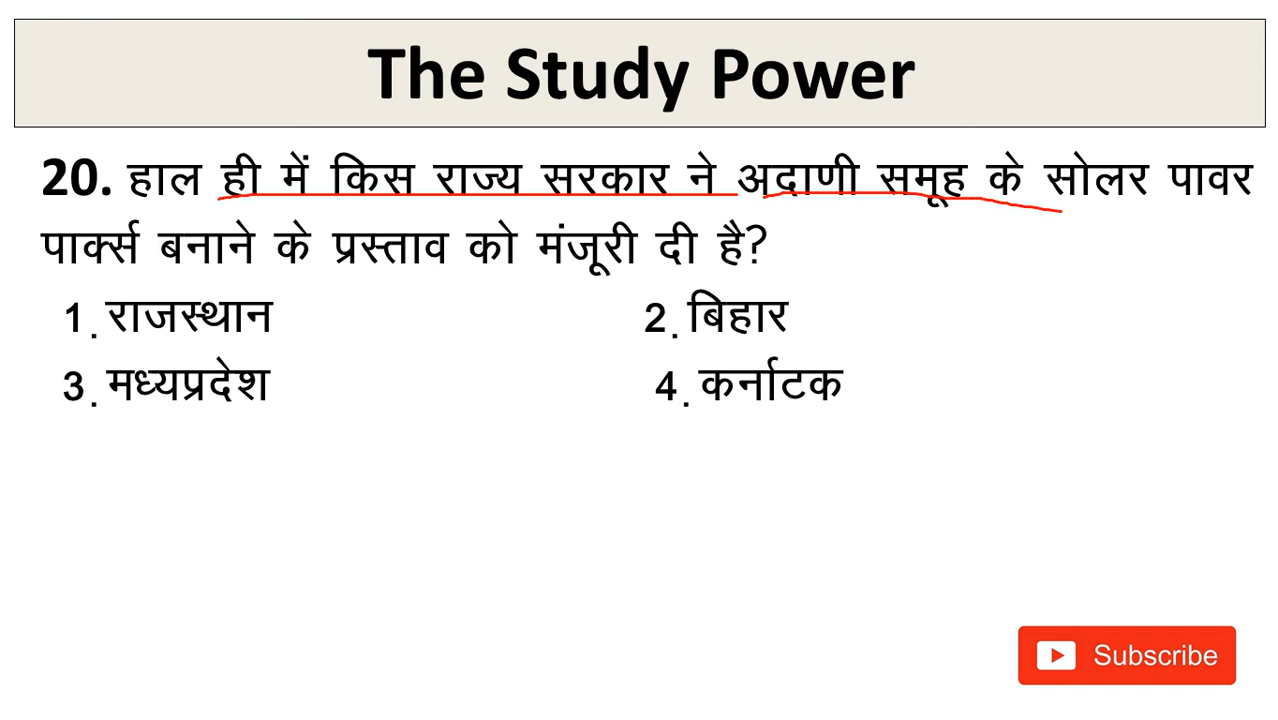 The Study Power
20. हाल ही में किस राज्य सरकार ने अदाणी समूह के सोलर पावर
पार्क्स बनाने के प्रस्ताव को मंजूरी दी है?
1. राजस्थान 2. बिहार
3. मध्यप्रदेश 4. कर्नाटक
Subscribe